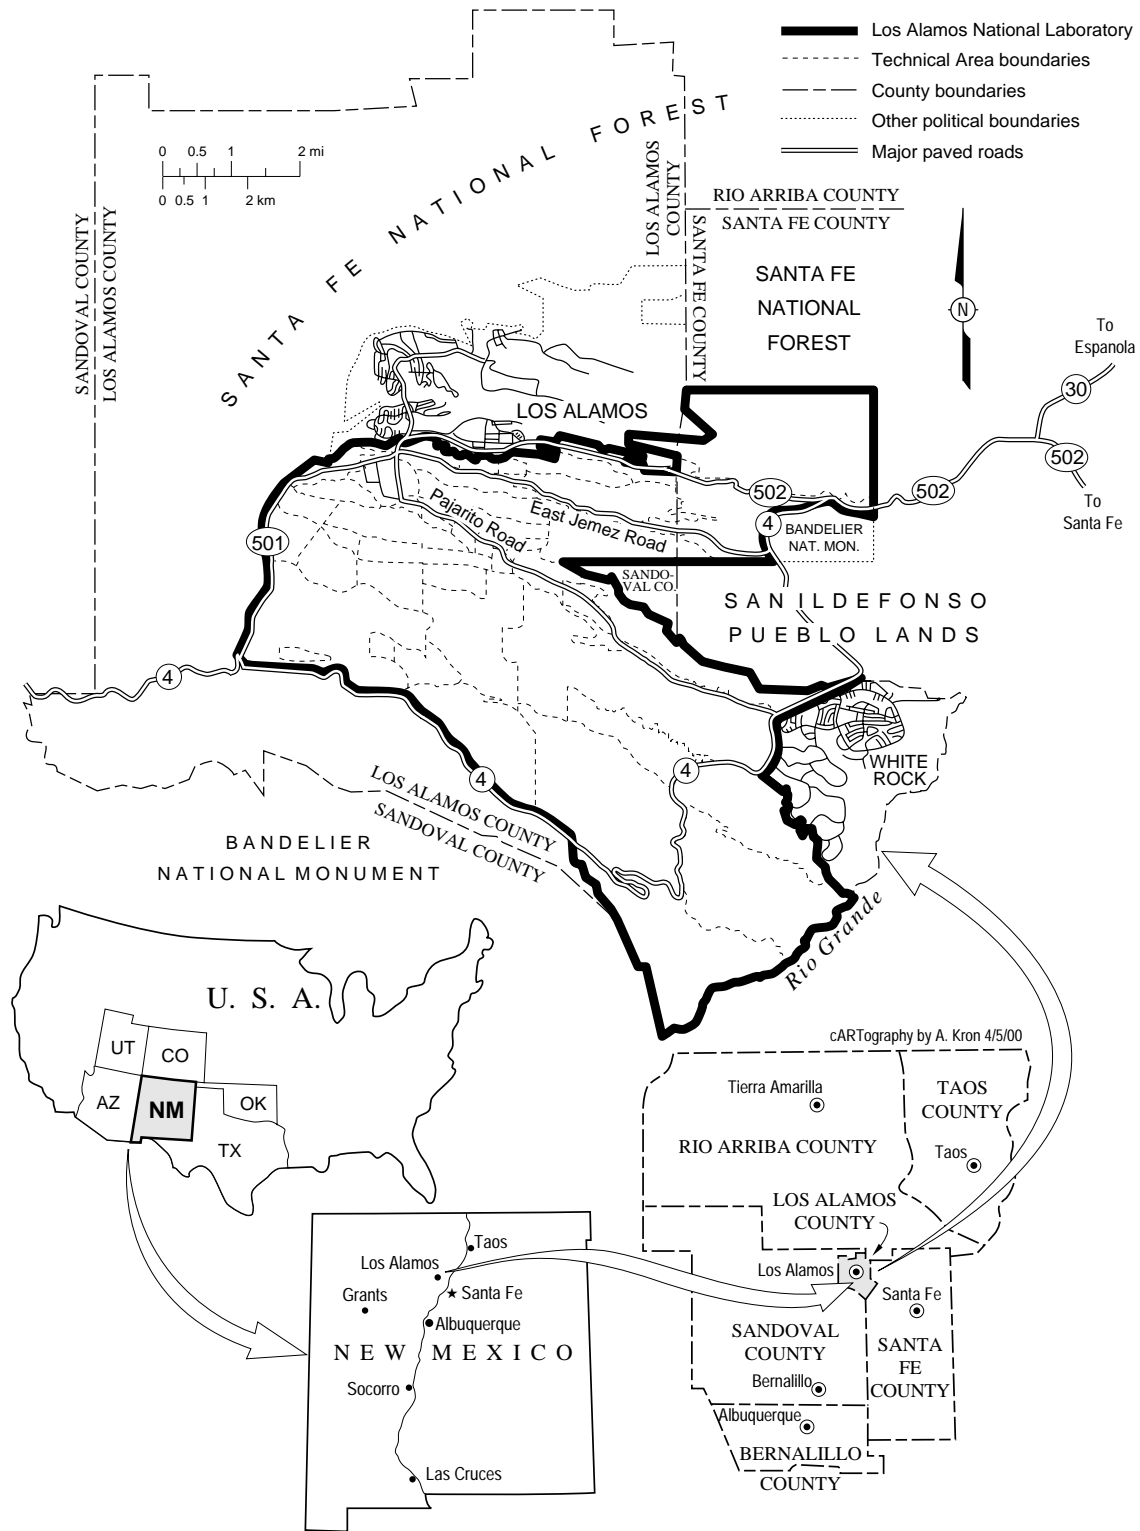 Los Alamos National Laboratory
Technical Area boundaries
County boundaries
Other political boundaries
Major paved roads
0 0.5 1 2 mi
0 0.5 1 2 km
SANTA FE NATIONAL FOREST
SANDOVAL COUNTY
LOS ALAMOS COUNTY
LOS ALAMOS
COUNTY
SANTA FE COUNTY
RIO ARRIBA COUNTY
SANTA FE COUNTY
SANTA FE
NATIONAL
FOREST
N
To
Espanola
30
502
To
Santa Fe
LOS ALAMOS
502
502
4
BANDELIER
NAT. MON.
501
Pajarito Road
East Jemez Road
SANDO-
VAL CO.
SAN ILDEFONSO
PUEBLO LANDS
4
4
4
WHITE
ROCK
LOS ALAMOS COUNTY
SANDOVAL COUNTY
BANDELIER
NATIONAL MONUMENT
Rio Grande
U. S. A.
UT
CO
AZ
NM
OK
TX
cARTography by A. Kron 4/5/00
Tierra Amarilla
TAOS
COUNTY
RIO ARRIBA COUNTY
Taos
LOS ALAMOS
COUNTY
Los Alamos
Santa Fe
SANDOVAL
COUNTY
SANTA
FE
COUNTY
Bernalillo
Albuquerque
BERNALILLO
COUNTY
Taos
Los Alamos
Grants
Santa Fe
Albuquerque
NEW MEXICO
Socorro
Las Cruces